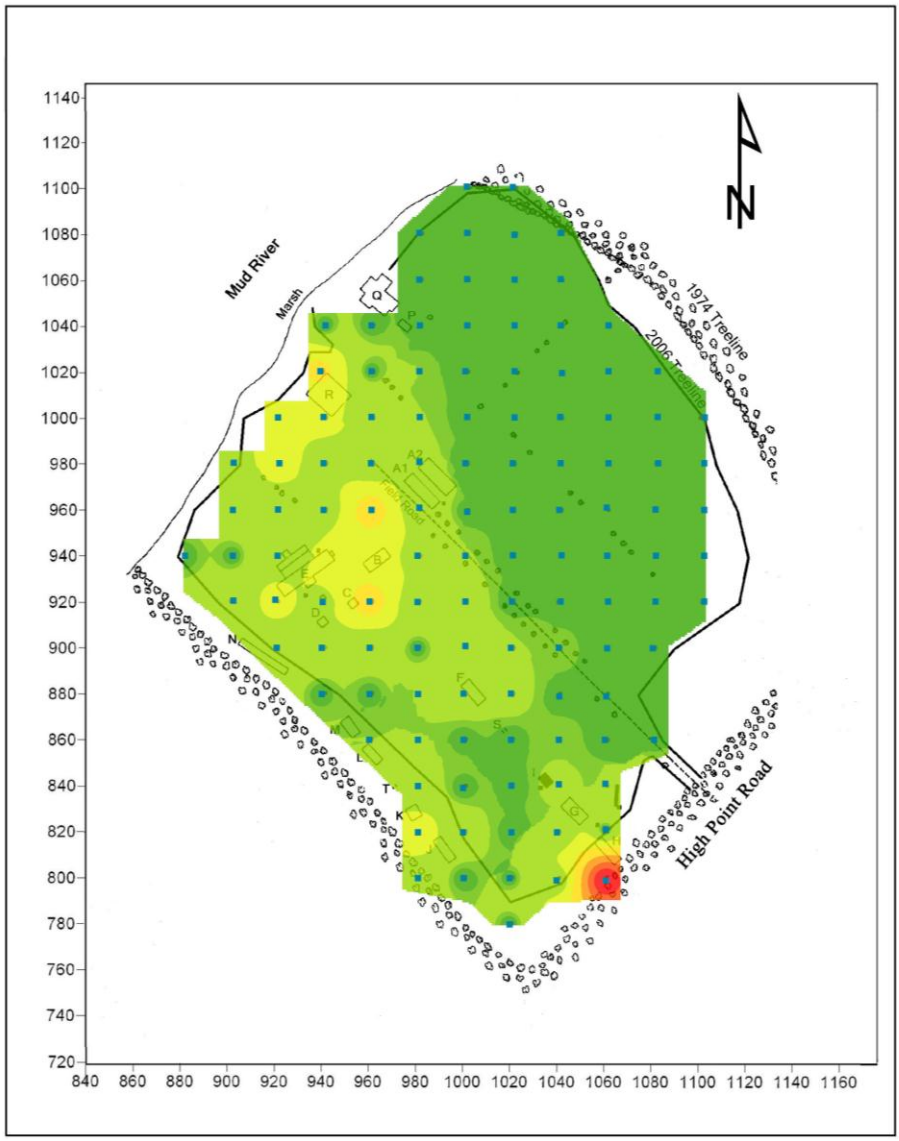 1140
1120
1100
1080
1060
1040
1020
1000
980
960
940
920
900
880
860
840
820
800
780
760
740
720
840 860 880 900 920 940 960 980 1000 1020 1040 1060 1080 1100 1120 1140 1160
N
Mud River
Marsh
1974 Treeline
2006 Treeline
Q
P
R
A2
A1
Field Road
B
E
C
D
N
F
S
M
L
T
K
I
G
H
High Point Road